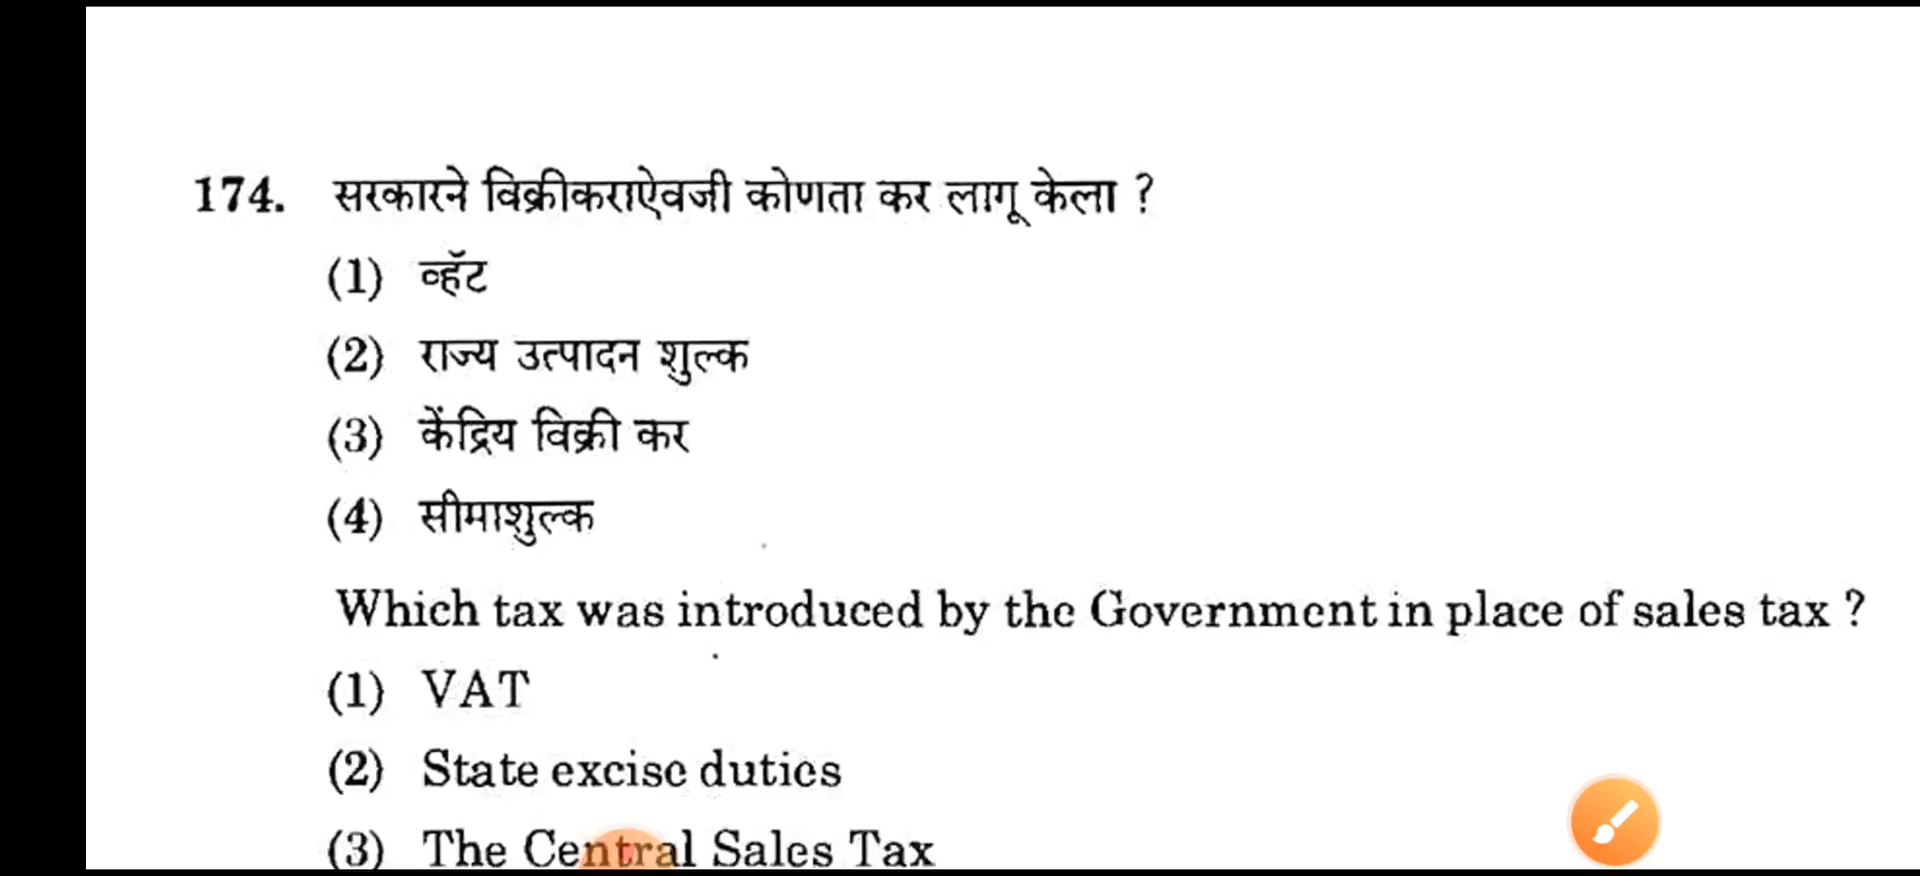 174. सरकारने विक्रीकराऐवजी कोणता कर लागू केला ?
(1) व्हॅट
(2) राज्य उत्पादन शुल्क
(3) केंद्रिय विक्री कर
(4) सीमाशुल्क
Which tax was introduced by the Government in place of sales tax ?
(1) VAT
(2) State excise duties
(3) The Central Sales Tax